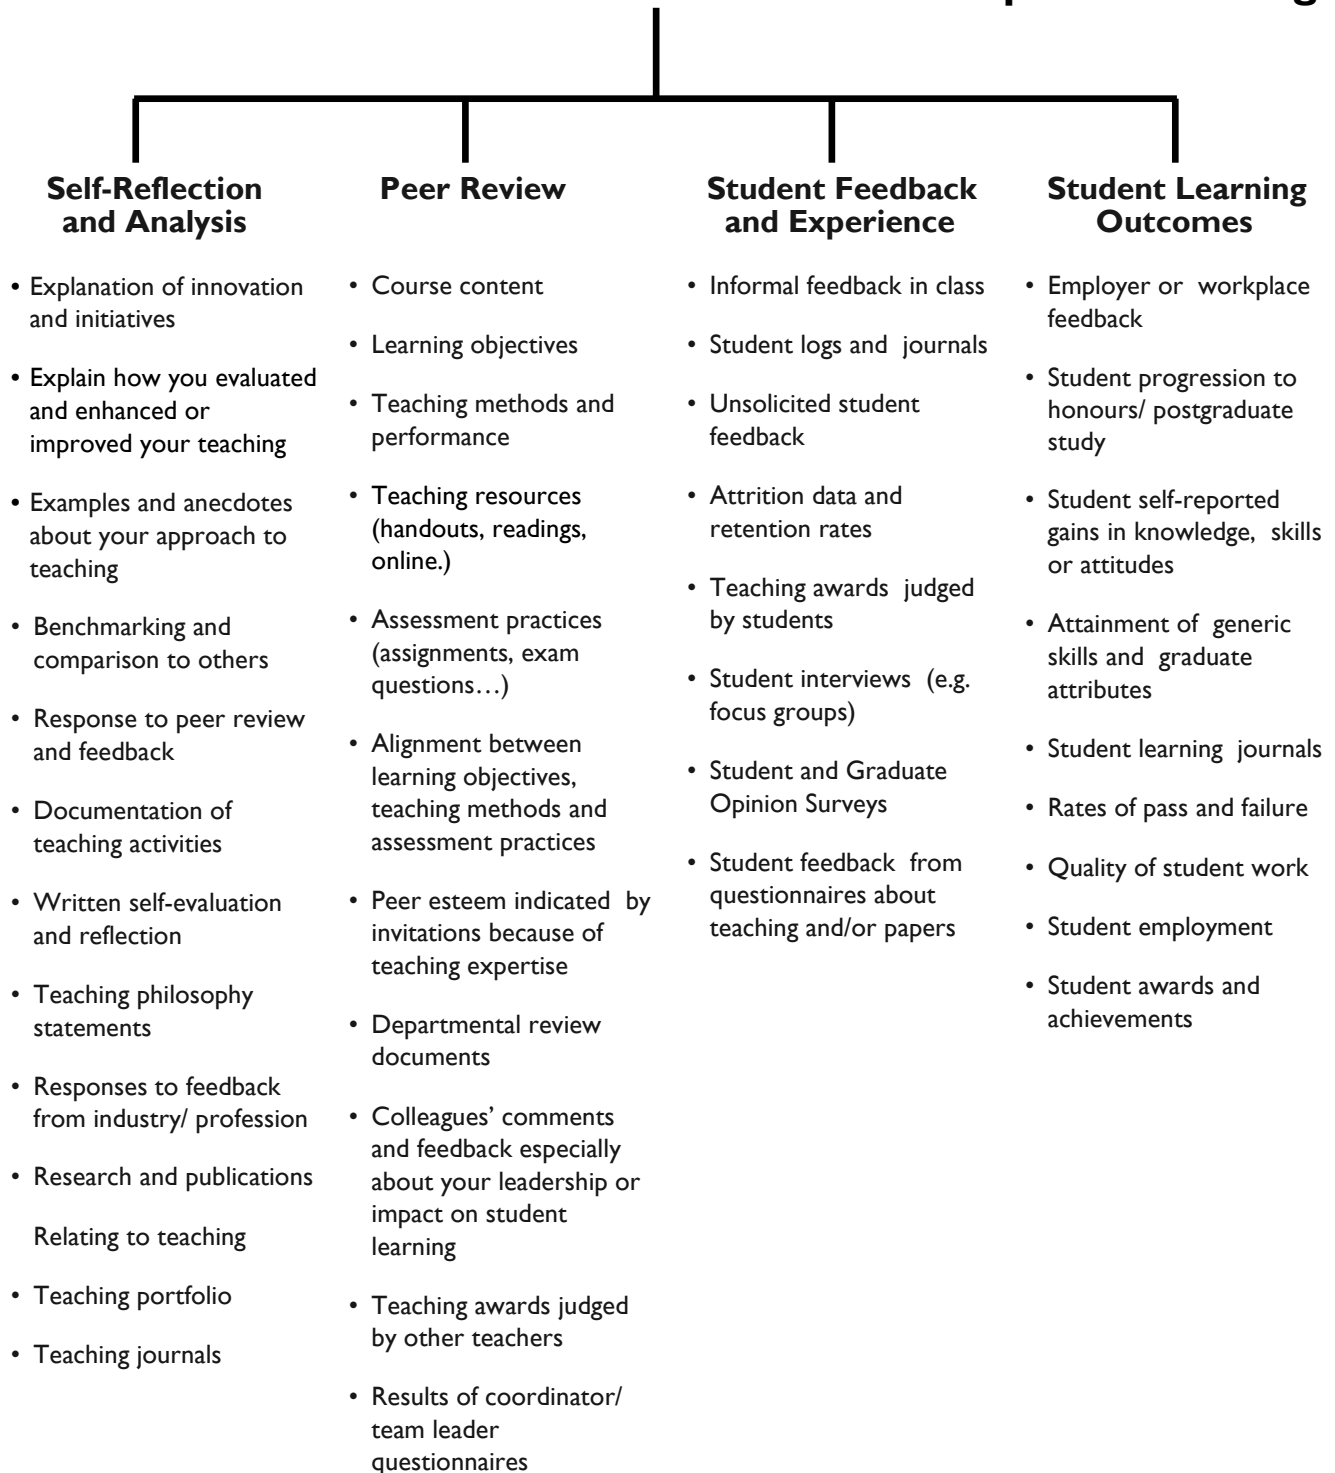 Self-Reflection
and Analysis
• Explanation of innovation
and initiatives
• Explain how you evaluated
and enhanced or
improved your teaching
• Examples and anecdotes
about your approach to
teaching
• Benchmarking and
comparison to others
• Response to peer review
and feedback
• Documentation of
teaching activities
• Written self-evaluation
and reflection
• Teaching philosophy
statements
• Responses to feedback
from industry/ profession
• Research and publications
Relating to teaching
• Teaching portfolio
• Teaching journals
Peer Review
• Course content
• Learning objectives
• Teaching methods and
performance
• Teaching resources
(handouts, readings,
online.)
• Assessment practices
(assignments, exam
questions…)
• Alignment between
learning objectives,
teaching methods and
assessment practices
• Peer esteem indicated by
invitations because of
teaching expertise
• Departmental review
documents
• Colleagues’ comments
and feedback especially
about your leadership or
impact on student
learning
• Teaching awards judged
by other teachers
• Results of coordinator/
team leader
questionnaires
Student Feedback
and Experience
• Informal feedback in class
• Student logs and journals
• Unsolicited student
feedback
• Attrition data and
retention rates
• Teaching awards judged
by students
• Student interviews (e.g.
focus groups)
• Student and Graduate
Opinion Surveys
• Student feedback from
questionnaires about
teaching and/or papers
Student Learning
Outcomes
• Employer or workplace
feedback
• Student progression to
honours/ postgraduate
study
• Student self-reported
gains in knowledge, skills
or attitudes
• Attainment of generic
skills and graduate
attributes
• Student learning journals
• Rates of pass and failure
• Quality of student work
• Student employment
• Student awards and
achievements